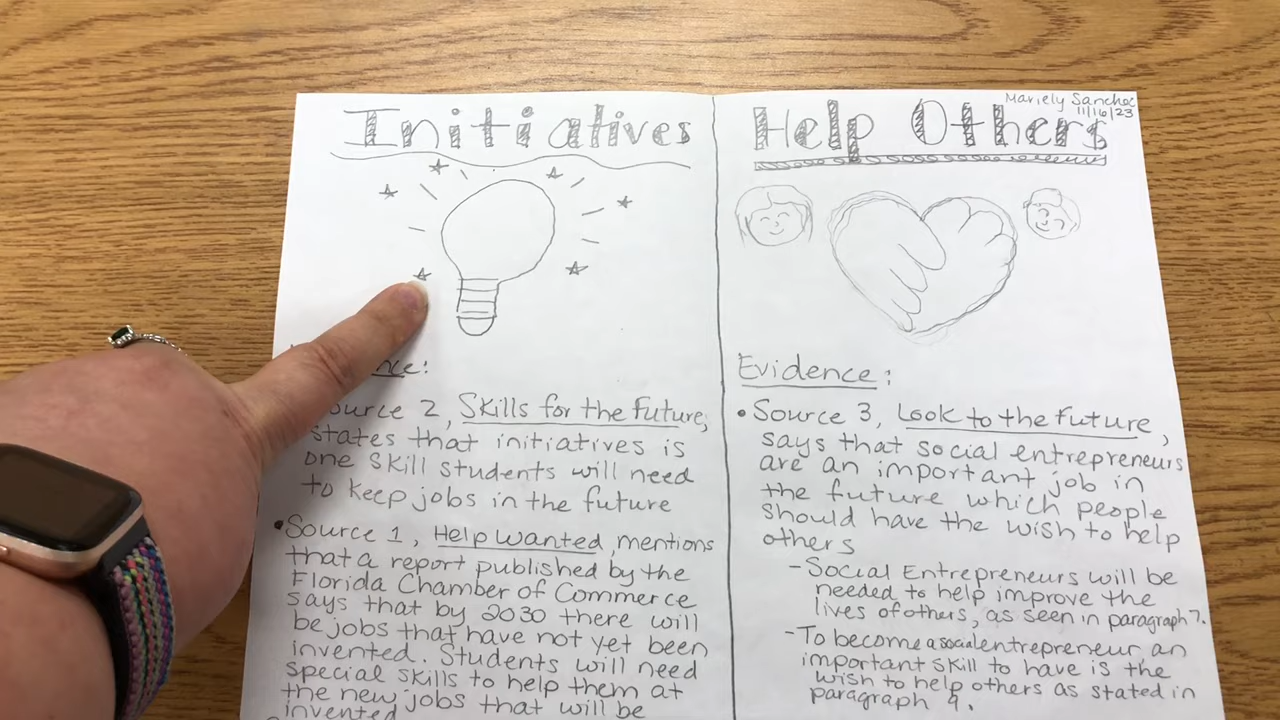 Initiatives
nce:
ource 2, Skills for the Future,
states that initiatives is
one skill students will need
to keep jobs in the future
• Source 1, Help Wanted, mentions
that a report published by the
Florida Chamber of Commerce
says that by 2030 there will
be jobs that have not yet been
invented. Students will need
special skills to help them at
the new jobs that will be
invented
Mariely Sanchez
11/16/23
Help Others
Evidence:
• Source 3, Look to the Future,
says that social entrepreneurs
are an important job in
the future which people
should have the wish to help
others
- Social Entrepreneurs will be
needed to help improve the
lives of others, as seen in paragraph 7.
- To become a social entrepreneur an
important skill to have is the
wish to help others as stated in
paragraph 9.